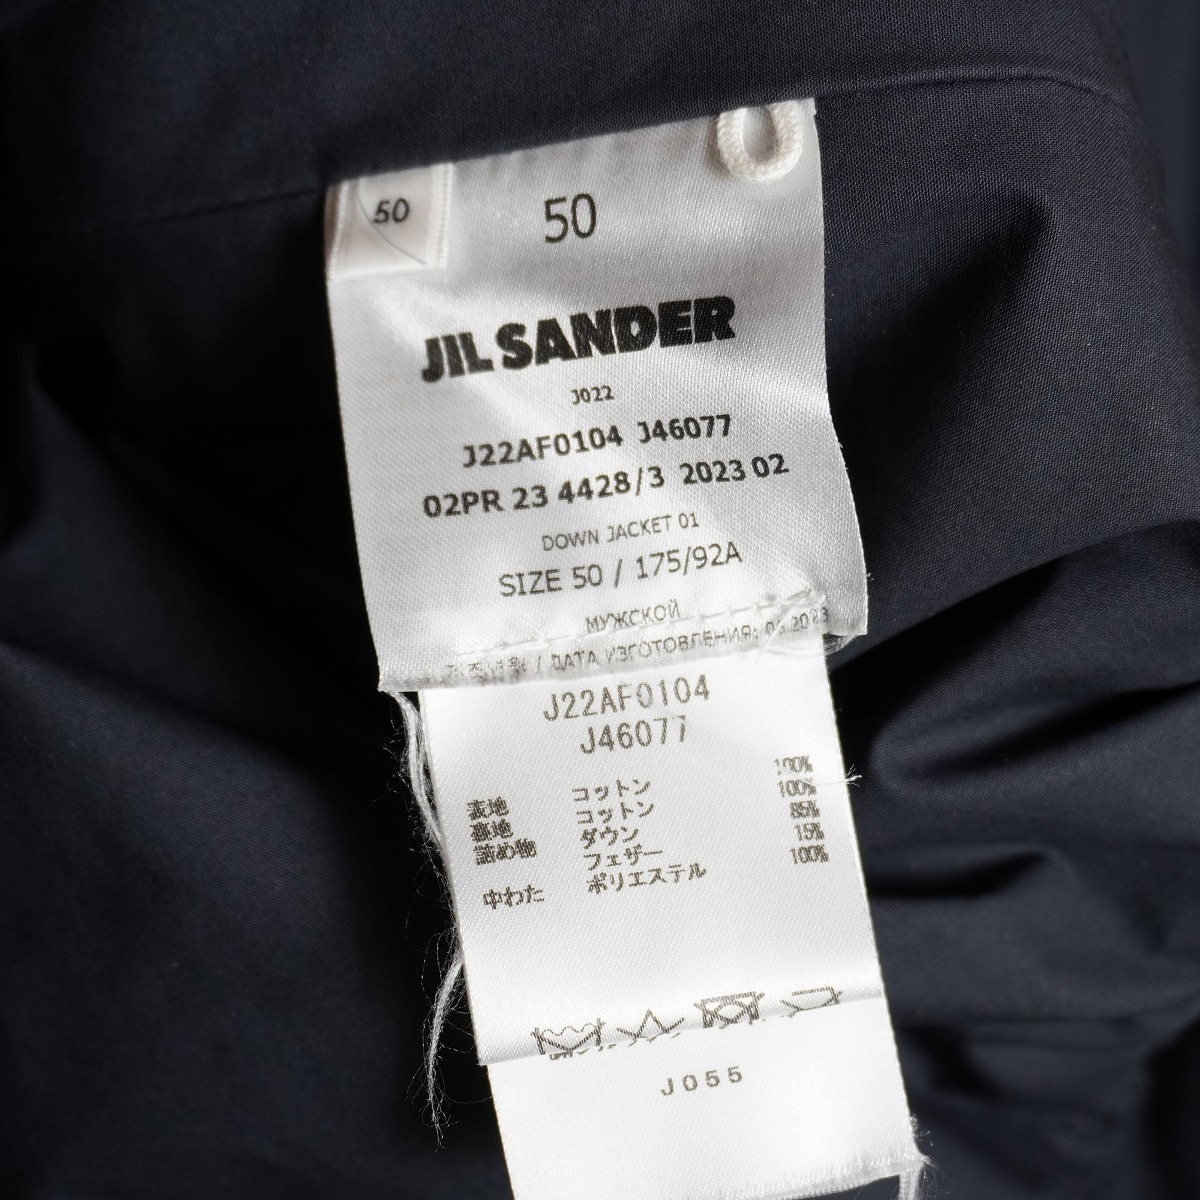 50
50
JIL SANDER
J022
J22AF0104 J46077
02PR 23 4428/3 2023 02
DOWN JACKET 01
SIZE 50 / 175/92A
МУЖСКОЙ
/ ДАТА ИЗГОТОВЛЕНИЯ:
J22AF0104
J46077
表地 コットン 100%
裏地 コットン 100%
詰め物 ダウン 85%
フェザー 15%
中わた ポリエステル 100%
J055